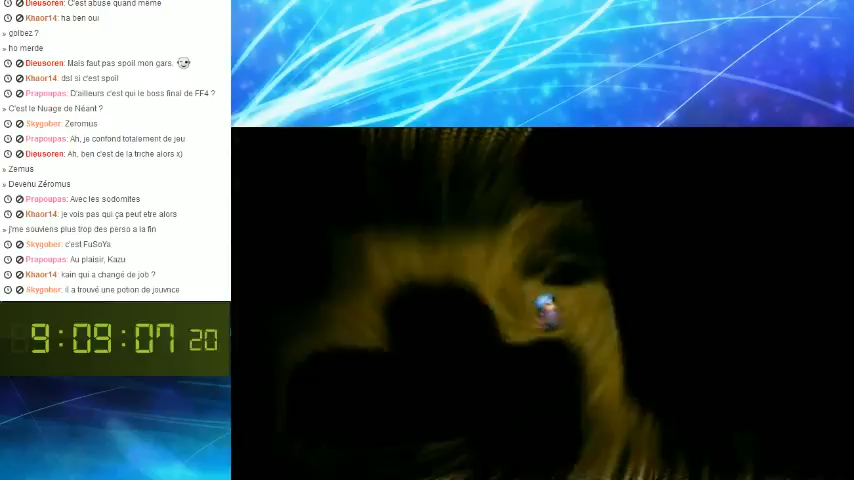 Dieusoren: C'est abusé quand même
Khaor14: ha ben oui
» golbez ?
» ho merde
Dieusoren: Mais faut pas spoil mon gars.
Khaor14: dsl si c'est spoil
Prapoupas: D'ailleurs c'est qui le boss final de FF4 ?
» C'est le Nuage de Néant ?
Skygober: Zeromus
Prapoupas: Ah, je confond totalement de jeu
Dieusoren: Ah, ben c'est de la triche alors x)
» Zemus
» Devenu Zéromus
Prapoupas: Avec les sodomites
Khaor14: je vois pas qui ça peut etre alors
» j'me souviens plus trop des perso a la fin
Skygober: c'est FuSoYa
Prapoupas: Au plaisir, Kazu
Khaor14: kain qui a changé de job ?
Skygober: il a trouvé une potion de jouvnce
9:09:07 20